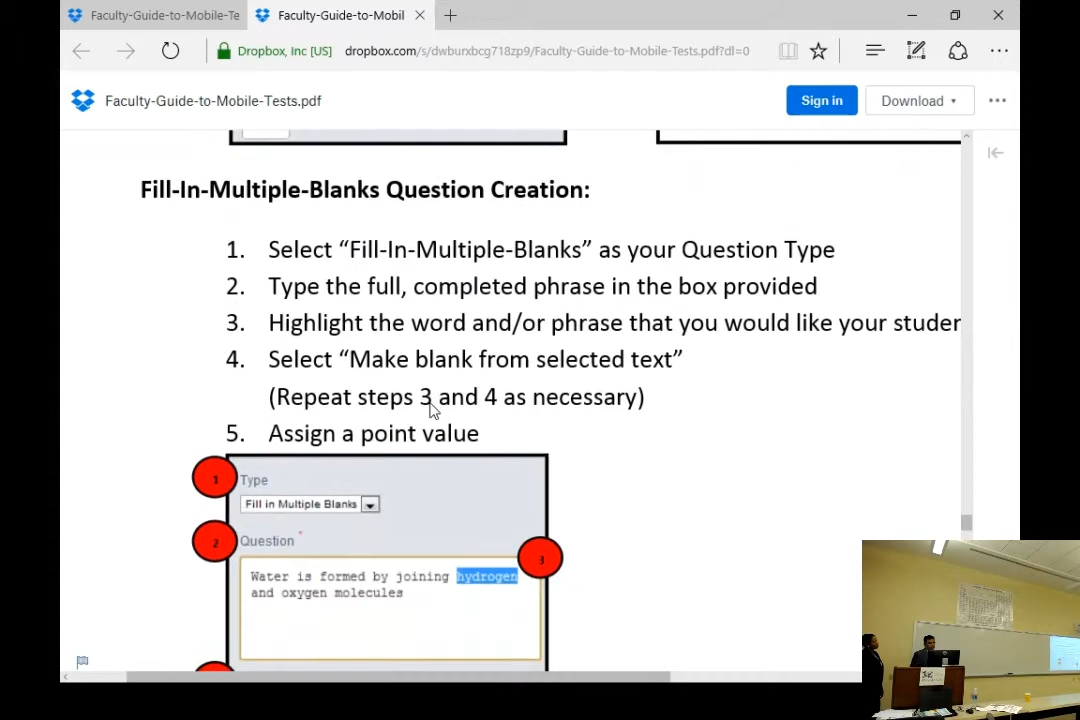 Faculty-Guide-to-Mobile-Te
Faculty-Guide-to-Mobil
Dropbox, Inc [US] dropbox.com/s/dwbunxbcg718zp9/Faculty-Guide-to-Mobile-Tests.pdf?dl=0
Faculty-Guide-to-Mobile-Tests.pdf
Sign in
Download
Fill-In-Multiple-Blanks Question Creation:
1. Select “Fill-In-Multiple-Blanks” as your Question Type
2. Type the full, completed phrase in the box provided
3. Highlight the word and/or phrase that you would like your studen
4. Select “Make blank from selected text”
(Repeat steps 3 and 4 as necessary)
5. Assign a point value
1
Type
Fill in Multiple Blanks
2
Question *
3
Water is formed by joining hydrogen
and oxygen molecules